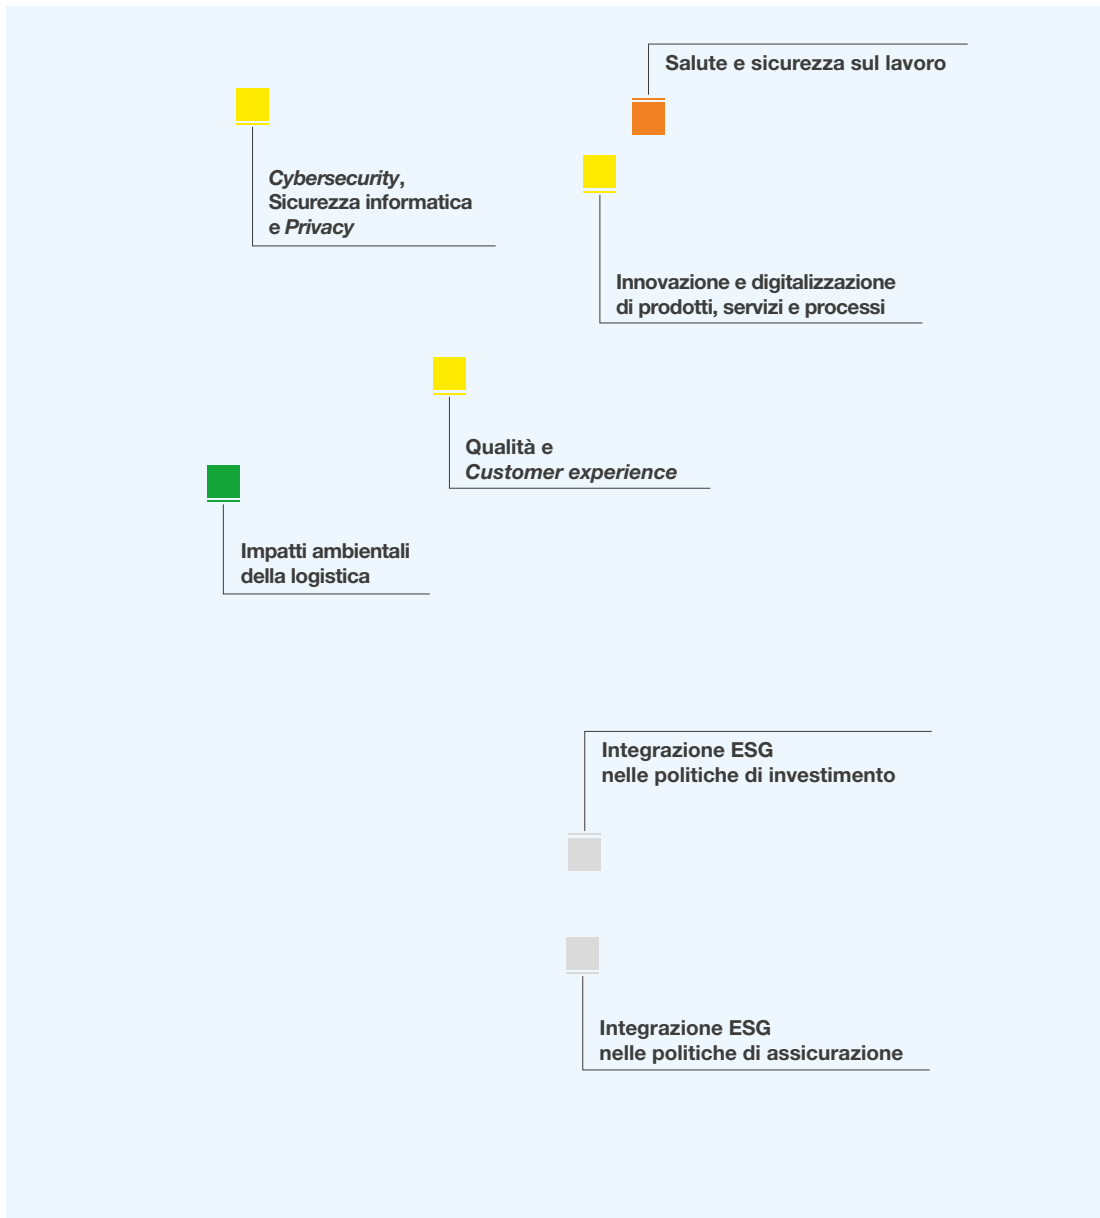 Salute e sicurezza sul lavoro
Cybersecurity,
Sicurezza informatica
e Privacy
Innovazione e digitalizzazione
di prodotti, servizi e processi
Qualità e
Customer experience
Impatti ambientali
della logistica
Integrazione ESG
nelle politiche di investimento
Integrazione ESG
nelle politiche di assicurazione